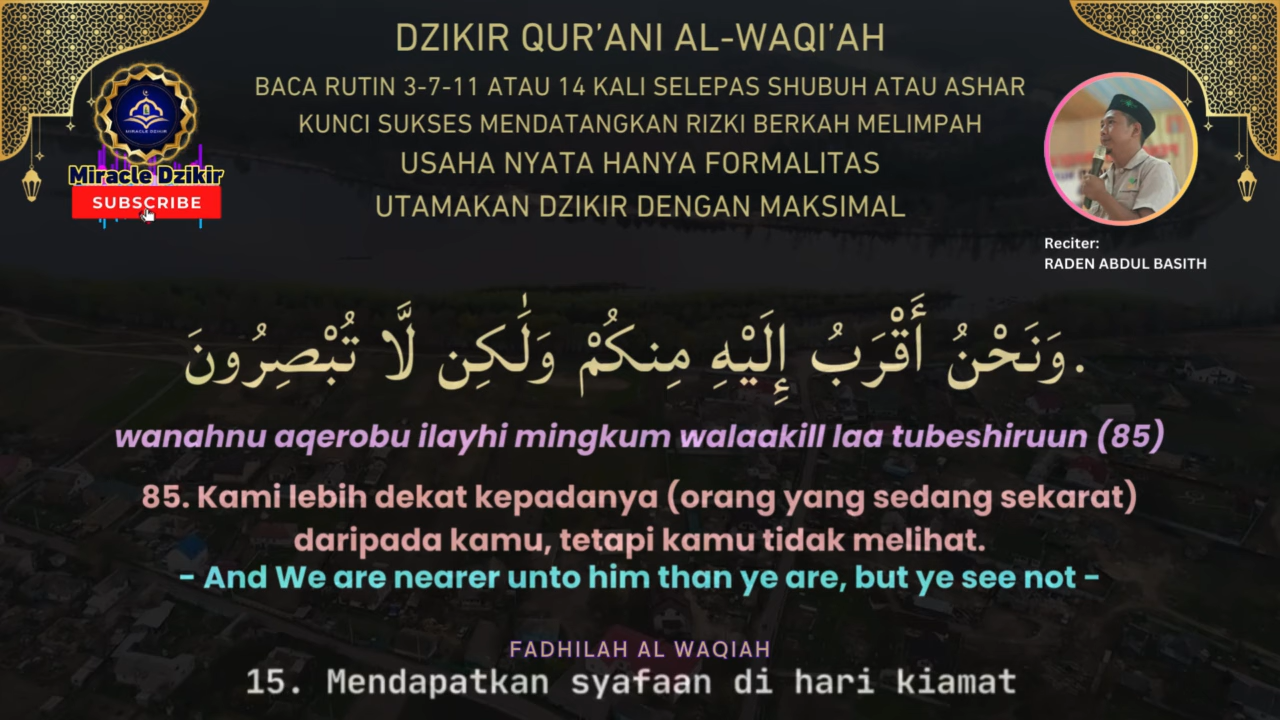 DZIKIR QUR'ANI AL-WAQI'AH
BACA RUTIN 3-7-11 ATAU 14 KALI SELEPAS SHUBUH ATAU ASHAR
KUNCI SUKSES MENDATANGKAN RIZKI BERKAH MELIMPAH
USAHA NYATA HANYA FORMALITAS
UTAMAKAN DZIKIR DENGAN MAKSIMAL
MIRACLE DZIKIR
Miracle Dzikir
SUBSCRIBE
Reciter:
RADEN ABDUL BASITH
وَنَحْنُ أَقْرَبُ إِلَيْهِ مِنكُمْ وَلَٰكِن لَّا تُبْصِرُونَ.
wanahnu aqerobu ilayhi mingkum walaakill laa tubeshiruun (85)
85. Kami lebih dekat kepadanya (orang yang sedang sekarat)
daripada kamu, tetapi kamu tidak melihat.
- And We are nearer unto him than ye are, but ye see not -
FADHILAH AL WAQIAH
15. Mendapatkan syafaan di hari kiamat